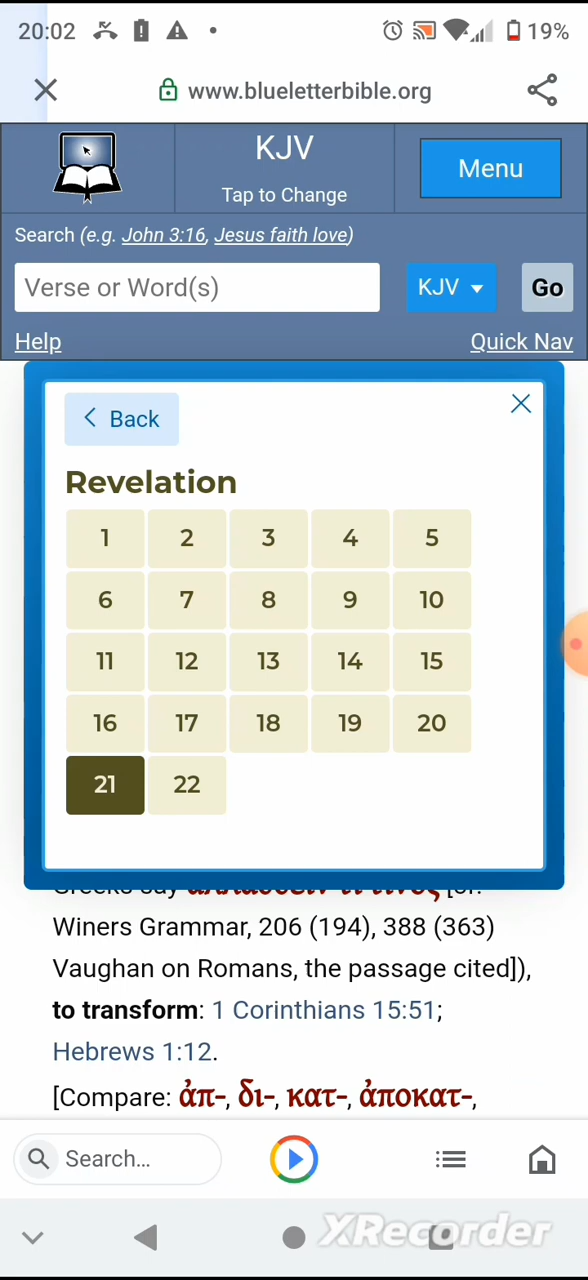 20:02
19%
www.blueletterbible.org
KJV
Tap to Change
Menu
Search (e.g. John 3:16, Jesus faith love)
Verse or Word(s)
KJV
Go
Help
Quick Nav
Back
Revelation
1 2 3 4 5
6 7 8 9 10
11 12 13 14 15
16 17 18 19 20
21 22
Winers Grammar, 206 (194), 388 (363)
Vaughan on Romans, the passage cited]),
to transform: 1 Corinthians 15:51;
Hebrews 1:12.
[Compare: ἀπ-, δι-, κατ-, ἀποκατ-,
Search...
XRecorder